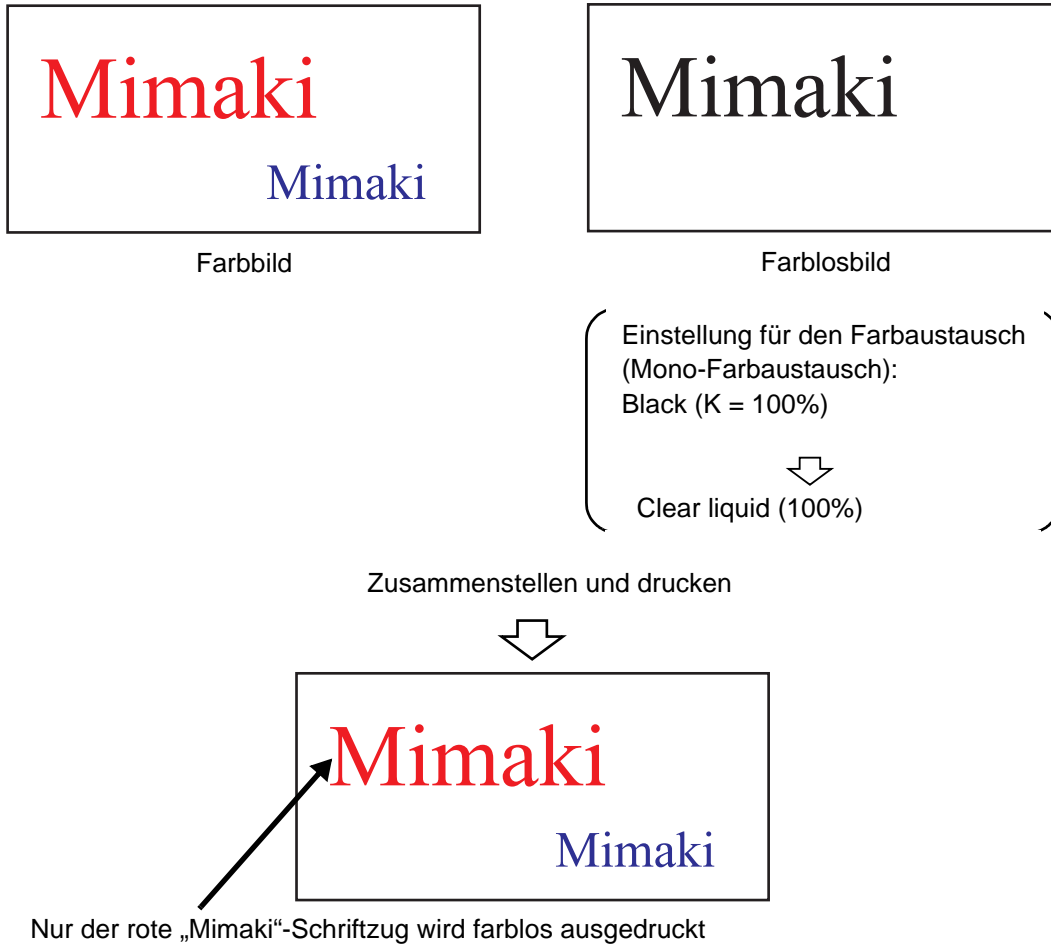 Mimaki
Mimaki
Farbbild
Mimaki
Farblosbild
Einstellung für den Farbaustausch
(Mono-Farbaustausch):
Black (K = 100%)
Clear liquid (100%)
Zusammenstellen und drucken
Mimaki
Mimaki
Nur der rote „Mimaki“-Schriftzug wird farblos ausgedruckt